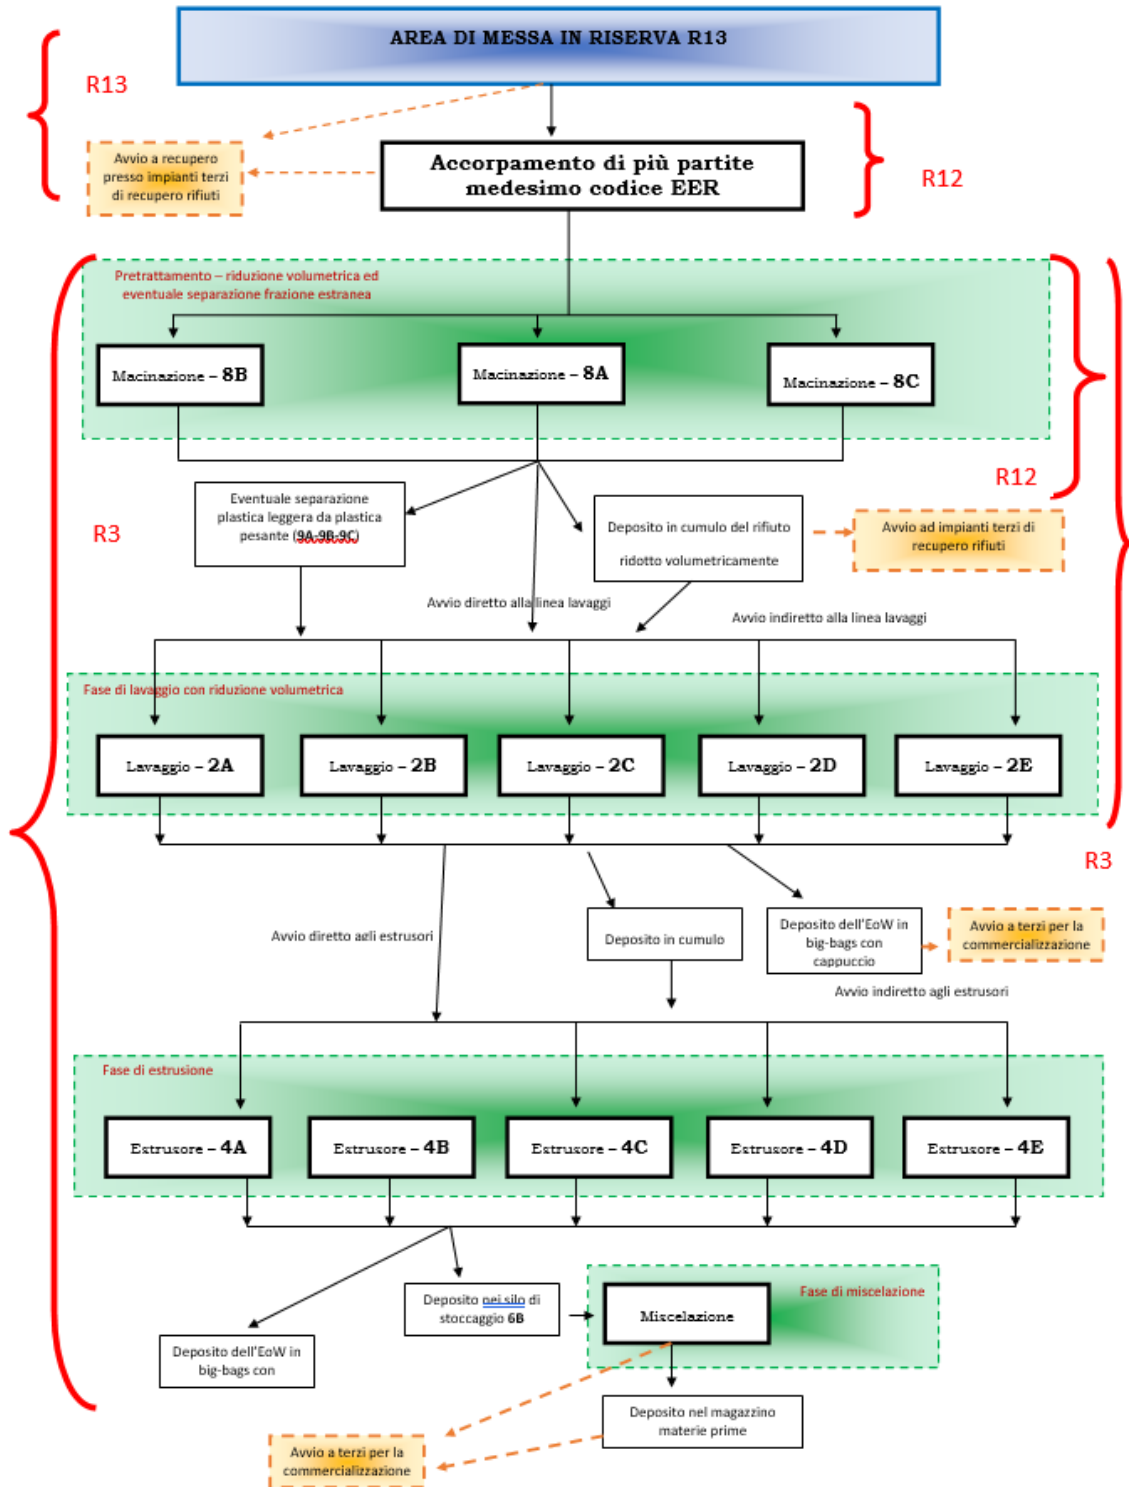 AREA DI MESSA IN RISERVA R13
R13
Avvio a recupero
presso impianti terzi
di recupero rifiuti
Accorpamento di più partite
medesimo codice EER
R12
Pretrattamento – riduzione volumetrica ed
eventuale separazione frazione estranea
Macinazione – 8B
Macinazione – 8A
Macinazione – 8C
R12
Eventuale separazione
plastica leggera da plastica
pesante (9A-9B-9C)
R3
Deposito in cumulo del rifiuto
ridotto volumetricamente
Avvio ad impianti terzi di
recupero rifiuti
Avvio diretto alla linea lavaggi
Avvio indiretto alla linea lavaggi
Fase di lavaggio con riduzione volumetrica
Lavaggio – 2A
Lavaggio – 2B
Lavaggio – 2C
Lavaggio – 2D
Lavaggio – 2E
R3
Avvio diretto agli estrusori
Deposito in cumulo
Deposito dell'EoW in
big-bags con
cappuccio
Avvio a terzi per la
commercializzazione
Avvio indiretto agli estrusori
Fase di estrusione
Estrusore – 4A
Estrusore – 4B
Estrusore – 4C
Estrusore – 4D
Estrusore – 4E
Deposito nei silo di
stoccaggio 6B
Fase di miscelazione
Miscelazione
Deposito dell'EoW in
big-bags con
Deposito nel magazzino
materie prime
Avvio a terzi per la
commercializzazione